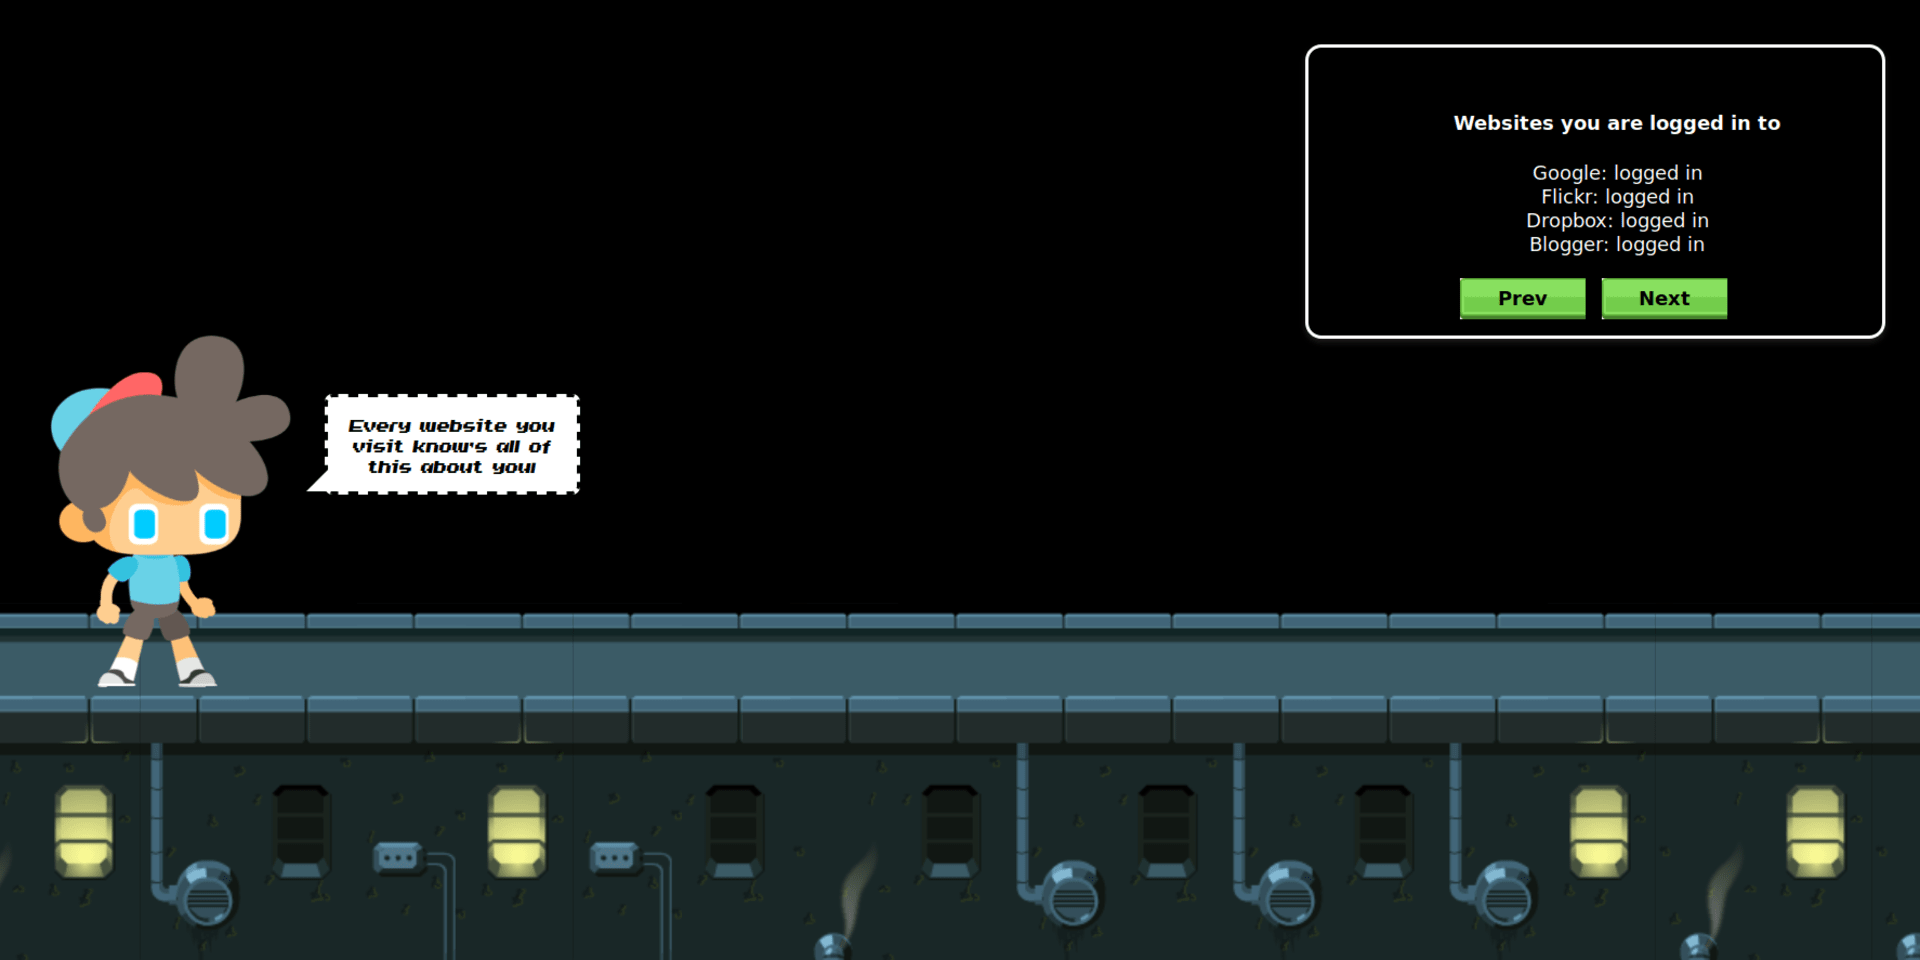 Websites you are logged in to
Google: logged in
Flickr: logged in
Dropbox: logged in
Blogger: logged in
Prev Next
Every website you
visit knows all of
this about you!